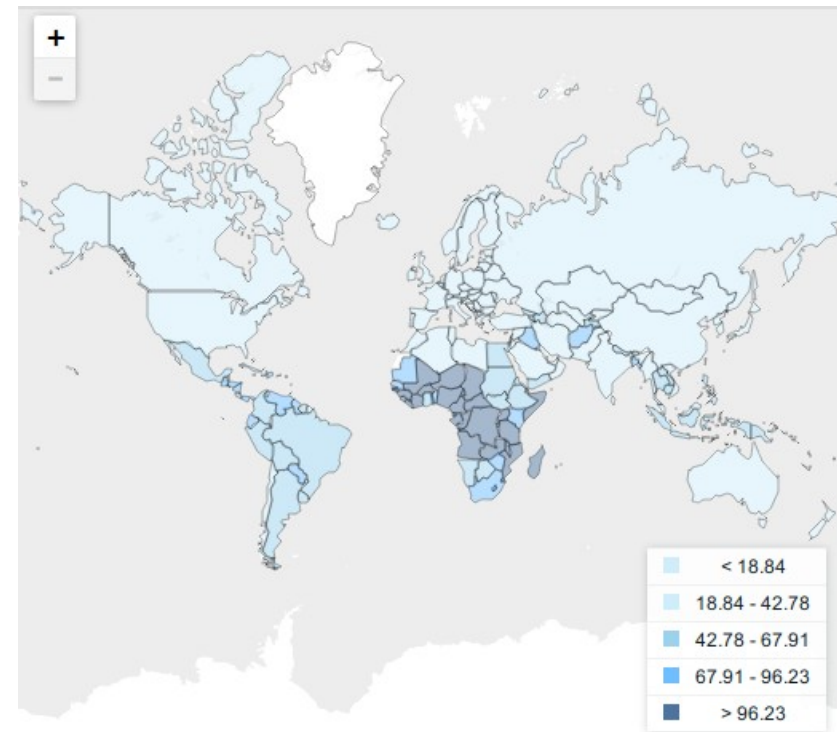 +
−
< 18.84
18.84 - 42.78
42.78 - 67.91
67.91 - 96.23
> 96.23